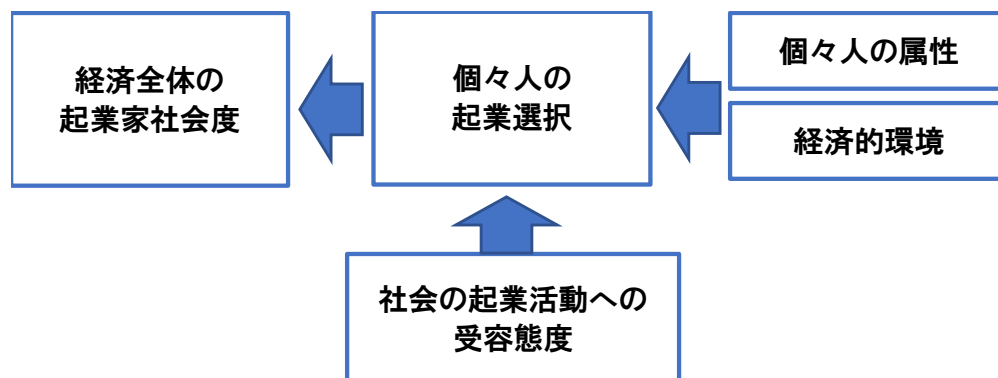 経済全体の
起業家社会度
個々人の
起業選択
個々人の属性
経済的環境
社会の起業活動への
受容態度